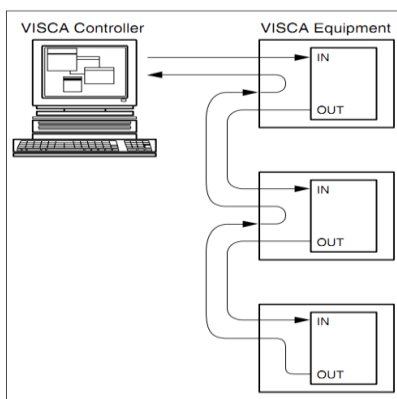 VISCA Controller
VISCA Equipment
IN
OUT
IN
OUT
IN
OUT